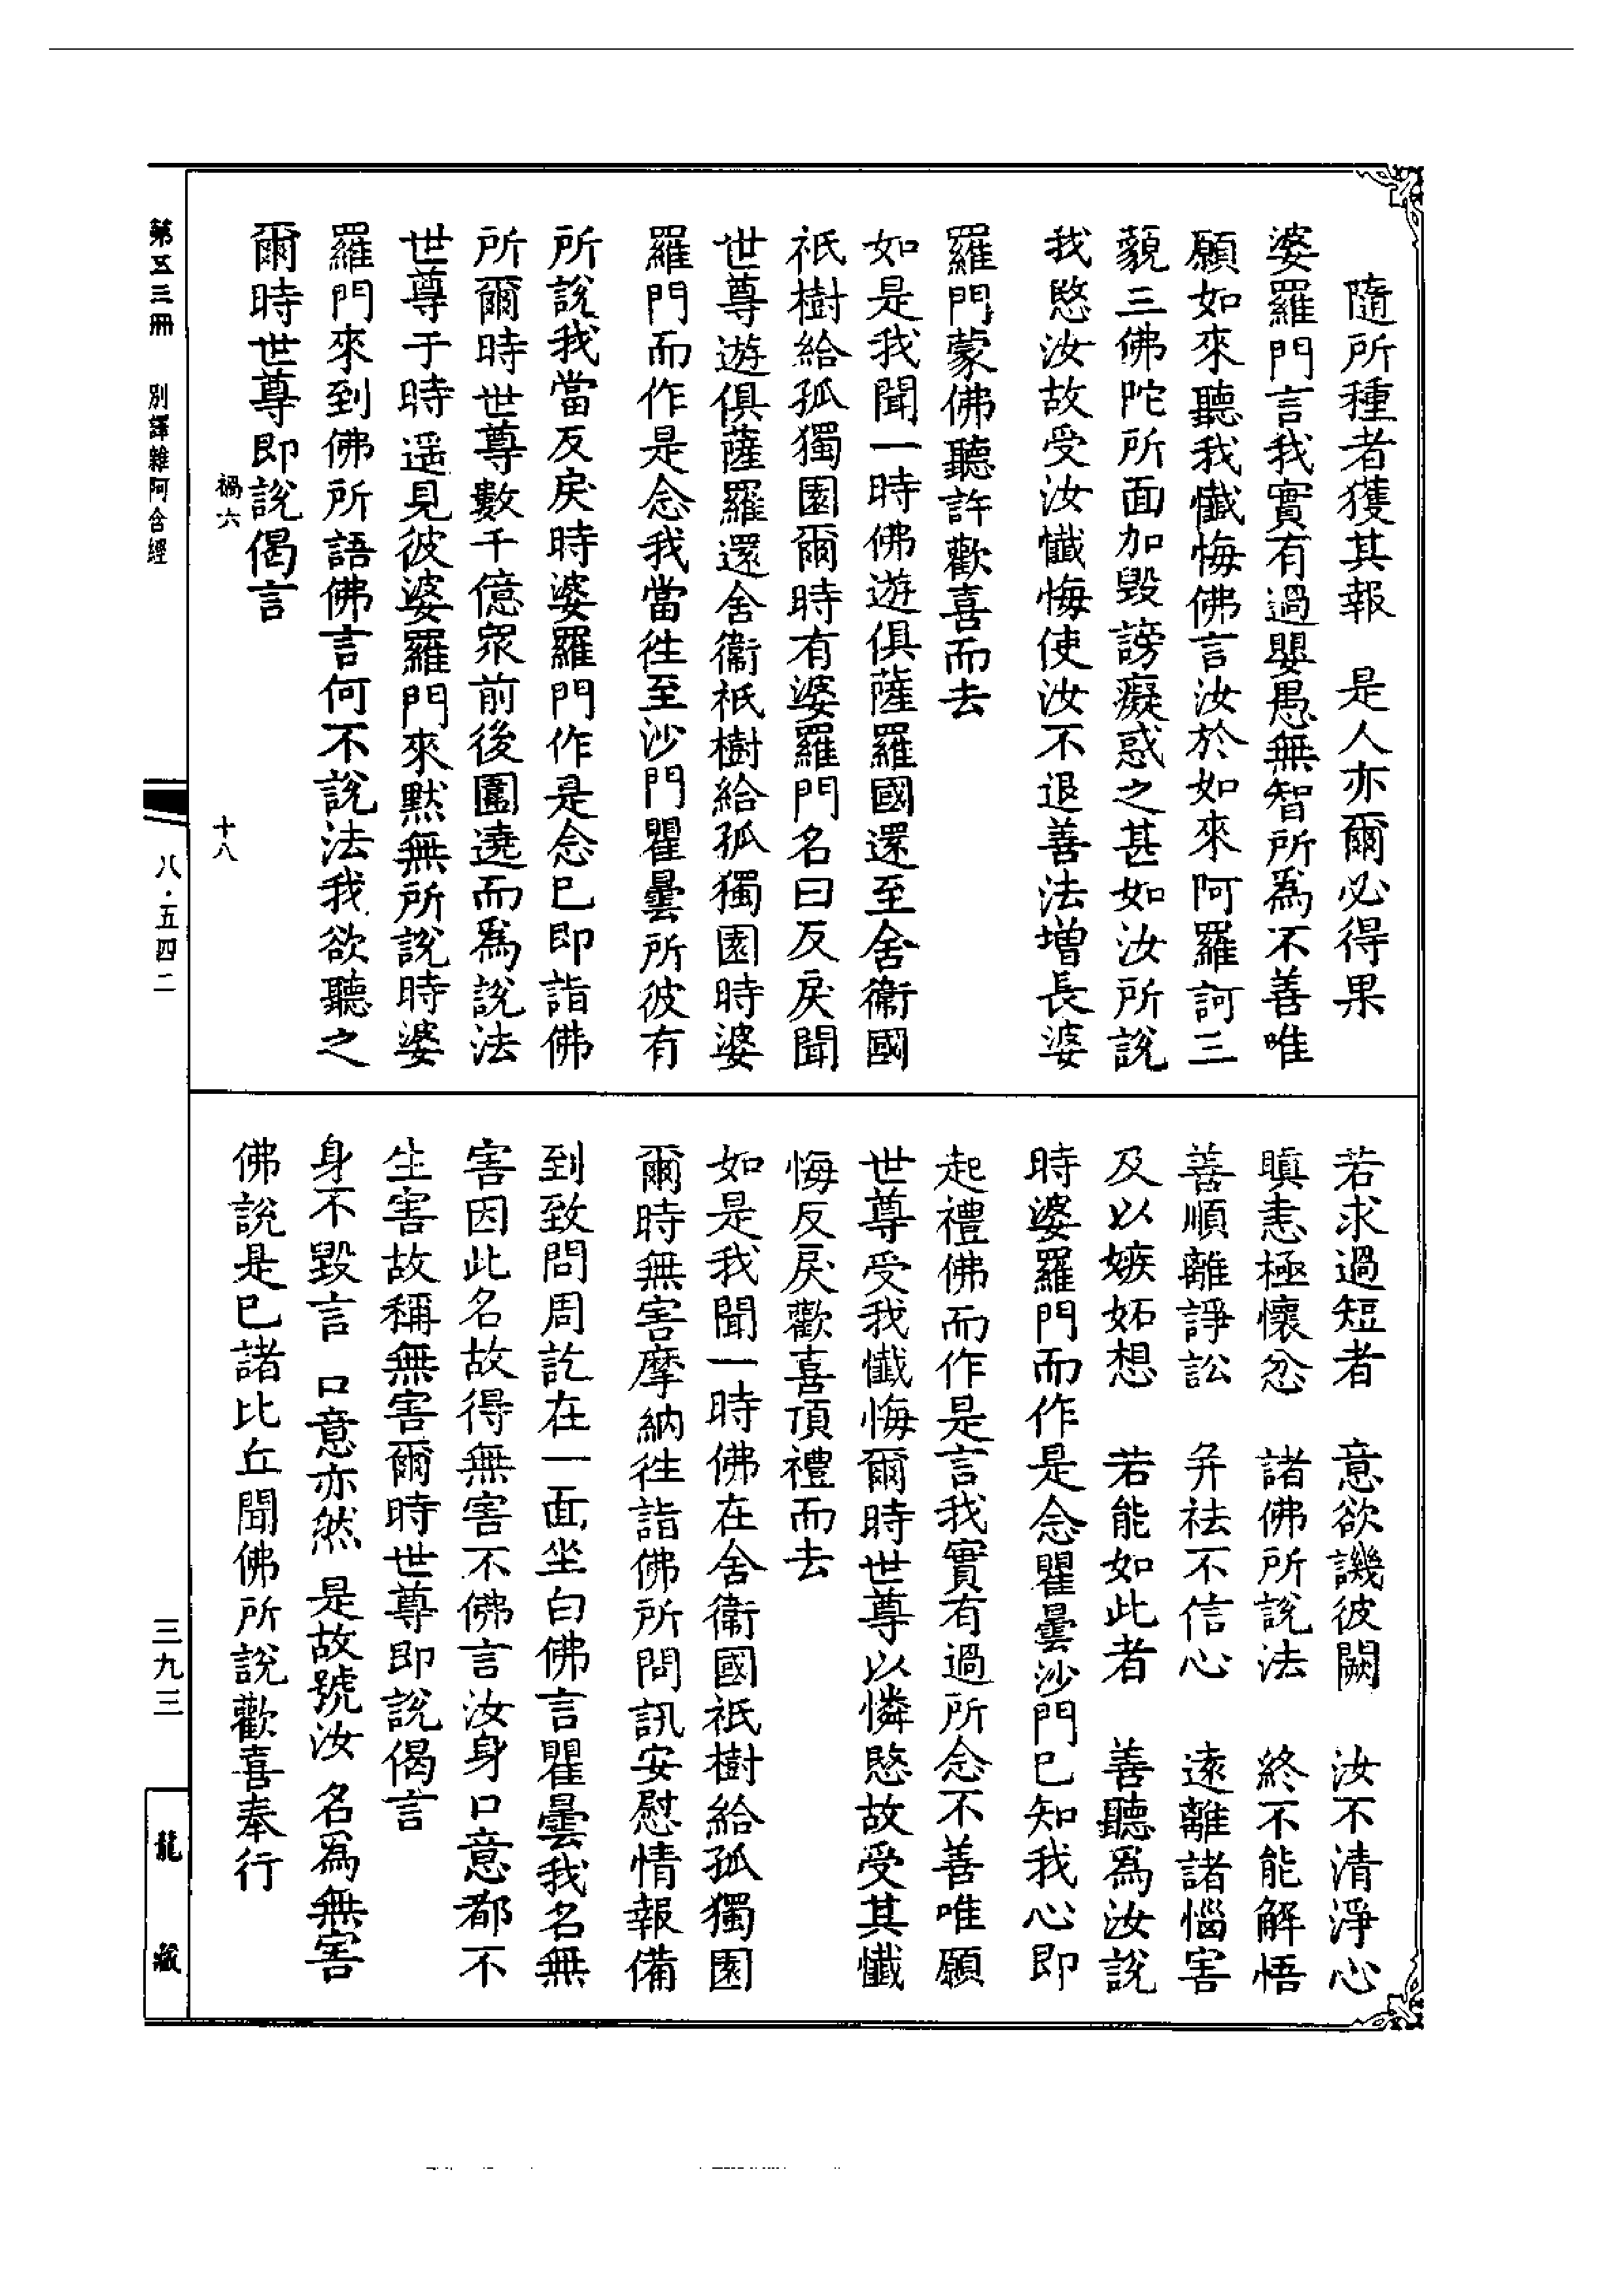 隨所種者獲其報　是人亦爾必得果
婆羅門言我實有過嬰愚無智所為不善唯
願如來聽我懺悔佛言汝於如來阿羅訶三
藐三佛陀所面加毀謗癡惑之甚如汝所說
我愍汝故受汝懺悔使汝不退善法增長婆
羅門蒙佛聽許歡喜而去
如是我聞一時佛遊俱薩羅國還至舍衞國
祇樹給孤獨園爾時有婆羅門名曰反戾聞
世尊遊俱薩羅還舍衞祇樹給孤獨園時婆
羅門而作是念我當往至沙門瞿曇所彼有
所說我當反戾時婆羅門作是念已即詣佛
所爾時世尊數千億眾前後圍遶而為說法
世尊于時遥見彼婆羅門來默無所說時婆
羅門來到佛所語佛言何不說法我欲聽之
爾時世尊即說偈言
若求過短者　意欲譏彼闕　汝不清淨心
瞋恚極懷忿　諸佛所說法　終不能解悟
善順離諍訟　并祛不信心　遠離諸惱害
及以嫉妬想　若能如此者　善聽為汝說
時婆羅門而作是念瞿曇沙門已知我心即
起禮佛而作是言我實有過所念不善唯願
世尊受我懺悔爾時世尊以憐愍故受其懺
悔反戾歡喜頂禮而去
如是我聞一時佛在舍衞國祇樹給孤獨園
爾時無害摩納往詣佛所問訊安慰情報備
到致問周訖在一面坐白佛言瞿曇我名無
害因此名故得無害不佛言汝身口意都不
生害故稱無害爾時世尊即說偈言
身不毀言　口意亦然　是故號汝　名為無害
佛說是已諸比丘聞佛所說歡喜奉行
禍六　十八
第五三冊　別譯雜阿含經　八·五四二　三九三　龍藏